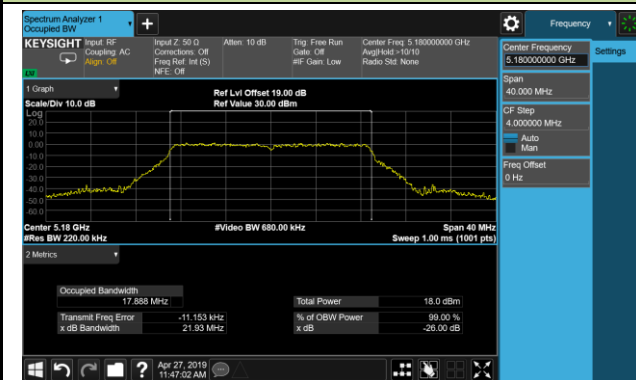 Spectrum Analyzer 1
Occupied BW
Frequency
KEYSIGHT Input: RF Input Z: 50 Ω Atten: 10 dB Trig: Free Run Center Freq: 5.180000000 GHz
Coupling: AC Corrections: Off Gate: Off Avg|Hold:>10/10
Align: Off Freq Ref: Int (S) #IF Gain: Low Radio Std: None
NFE: Off
Center Frequency
5.180000000 GHz
Settings
Span
40.000 MHz
CF Step
4.000000 MHz
Auto
Man
Freq Offset
0 Hz
1 Graph
Ref Lvl Offset 19.00 dB
Scale/Div 10.0 dB Ref Value 30.00 dBm
Log
20.0
10.0
0.00
-10.0
-20.0
-30.0
-40.0
-50.0
-60.0
Center 5.18 GHz #Video BW 680.00 kHz Span 40 MHz
#Res BW 220.00 kHz Sweep 1.00 ms (1001 pts)
2 Metrics
Occupied Bandwidth
17.888 MHz Total Power 18.0 dBm
Transmit Freq Error -11.153 kHz % of OBW Power 99.00 %
x dB Bandwidth 21.93 MHz x dB -26.00 dB
? Apr 27, 2019
11:47:02 AM